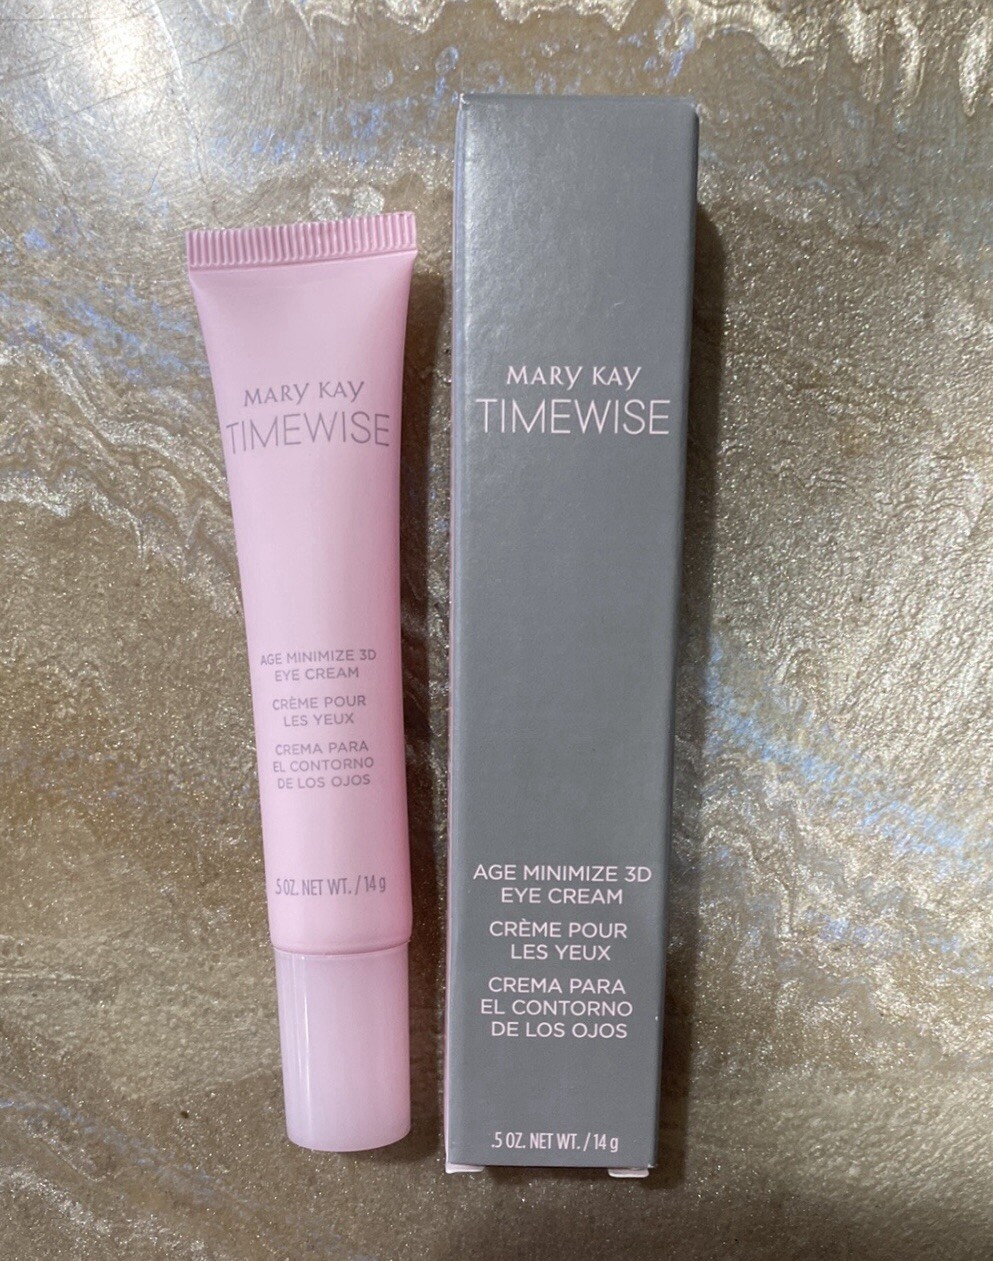 MARY KAY
TIMEWISE
AGE MINIMIZE 3D
EYE CREAM
CRÈME POUR
LES YEUX
CREMA PARA
EL CONTORNO
DE LOS OJOS
.5 OZ. NET WT. / 14 g
MARY KAY
TIMEWISE
AGE MINIMIZE 3D
EYE CREAM
CRÈME POUR
LES YEUX
CREMA PARA
EL CONTORNO
DE LOS OJOS
.5 OZ. NET WT. / 14 g